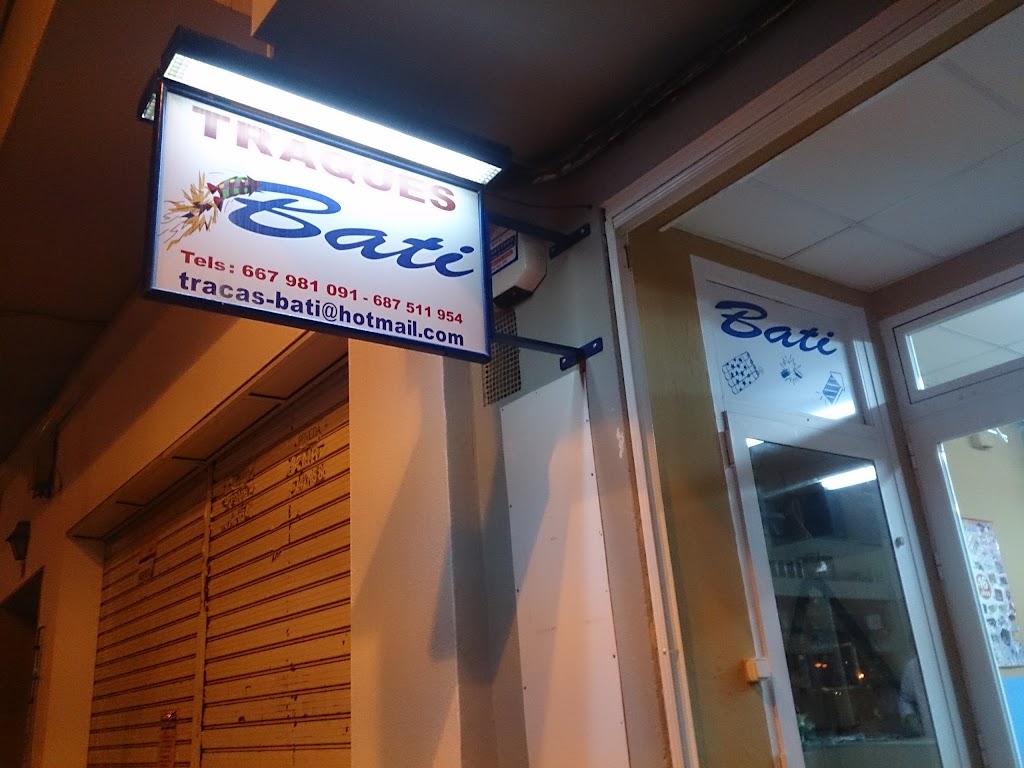 TRAQUES
Bati
Tels: 667 981 091 - 687 511 954
tracas-bati@hotmail.com
Bati